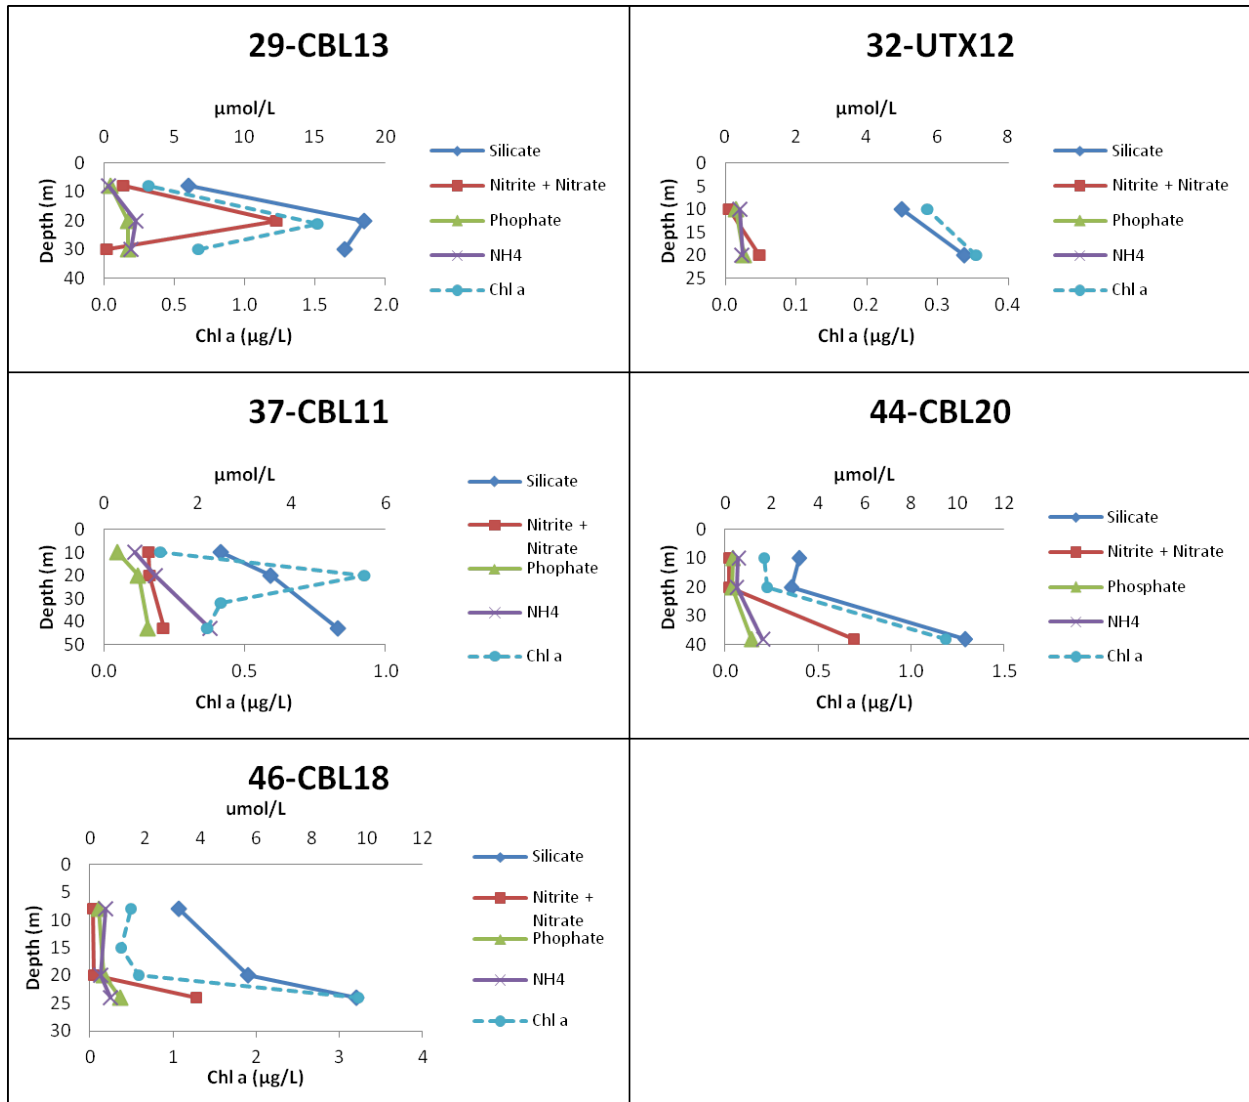 29-CBL13
µmol/L
0 5 10 15 20
Depth (m)
0
10
20
30
40
0.0 0.5 1.0 1.5 2.0
Chl a (µg/L)
Silicate
Nitrite + Nitrate
Phophate
NH4
Chl a
32-UTX12
µmol/L
0 2 4 6 8
Depth (m)
0
5
10
15
20
25
0.0 0.1 0.2 0.3 0.4
Chl a (µg/L)
Silicate
Nitrite + Nitrate
Phophate
NH4
Chl a
37-CBL11
µmol/L
0 2 4 6
Depth (m)
0
10
20
30
40
50
0.0 0.5 1.0
Chl a (µg/L)
Silicate
Nitrite +
Nitrate
Phophate
NH4
Chl a
44-CBL20
µmol/L
0 2 4 6 8 10 12
Depth (m)
0
10
20
30
40
0.0 0.5 1.0 1.5
Chl a (µg/L)
Silicate
Nitrite + Nitrate
Phosphate
NH4
Chl a
46-CBL18
umol/L
0 2 4 6 8 10 12
Depth (m)
0
5
10
15
20
25
30
0 1 2 3 4
Chl a (µg/L)
Silicate
Nitrite +
Nitrate
Phophate
NH4
Chl a